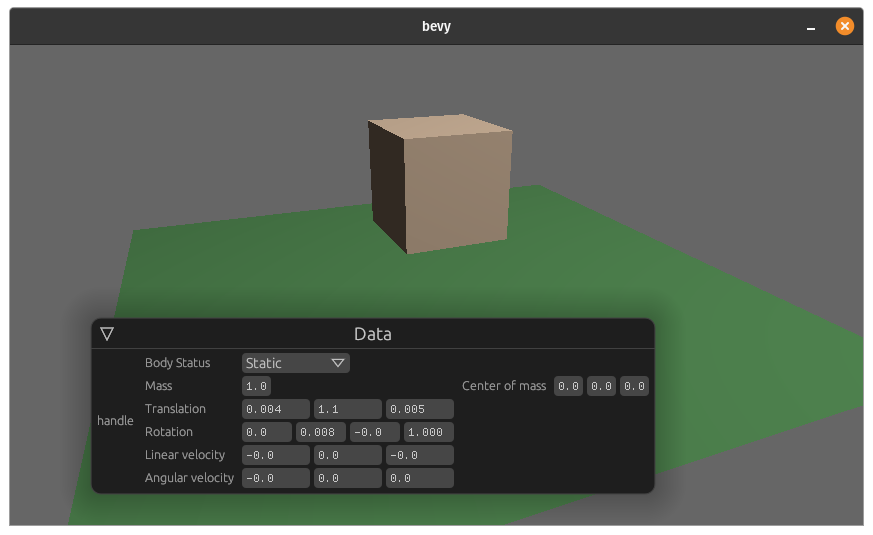 bevy
Data
Body Status Static
Mass 1.0 Center of mass 0.0 0.0 0.0
Translation 0.004 1.1 0.005
handle
Rotation 0.0 0.008 -0.0 1.000
Linear velocity -0.0 0.0 -0.0
Angular velocity -0.0 0.0 0.0